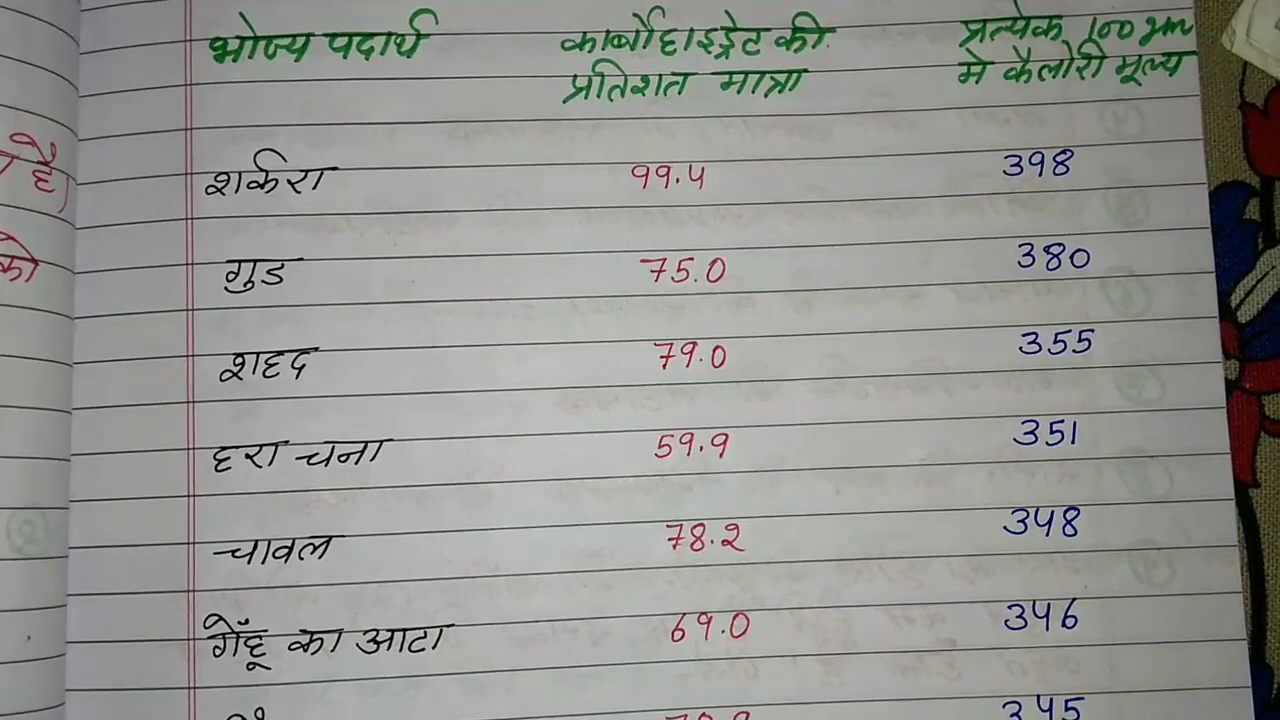 भोज्य पदार्थ कार्बोहाइड्रेट की प्रतिशत मात्रा प्रत्येक 100 gm मे कैलोरी मूल्य
शर्करा 99.4 398
गुड 75.0 380
शहद 79.0 355
हरा चना 59.9 351
चावल 78.2 348
गेँहू का आटा 69.0 346
345
है
को